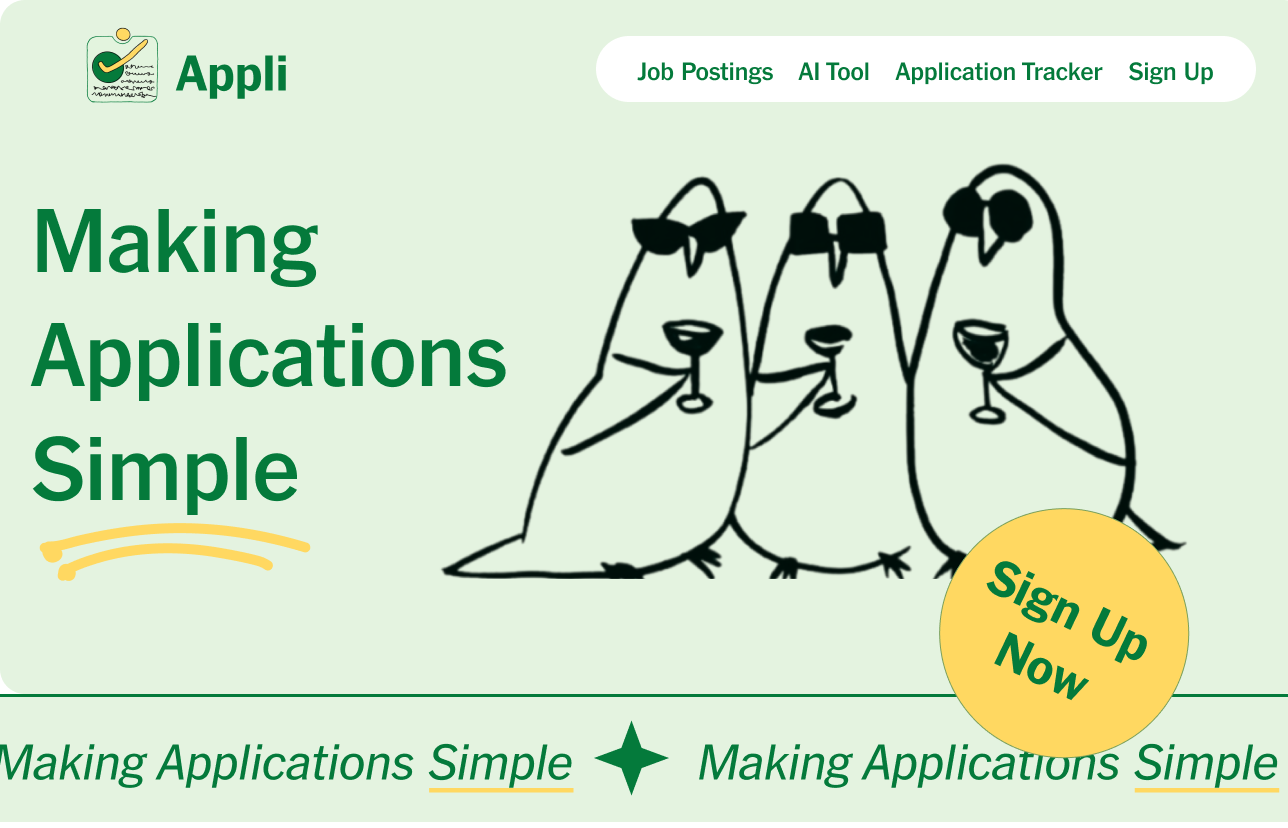 Appli
Job Postings AI Tool Application Tracker Sign Up
Making
Applications
Simple
Sign Up
Now
Making Applications Simple Making Applications Simple